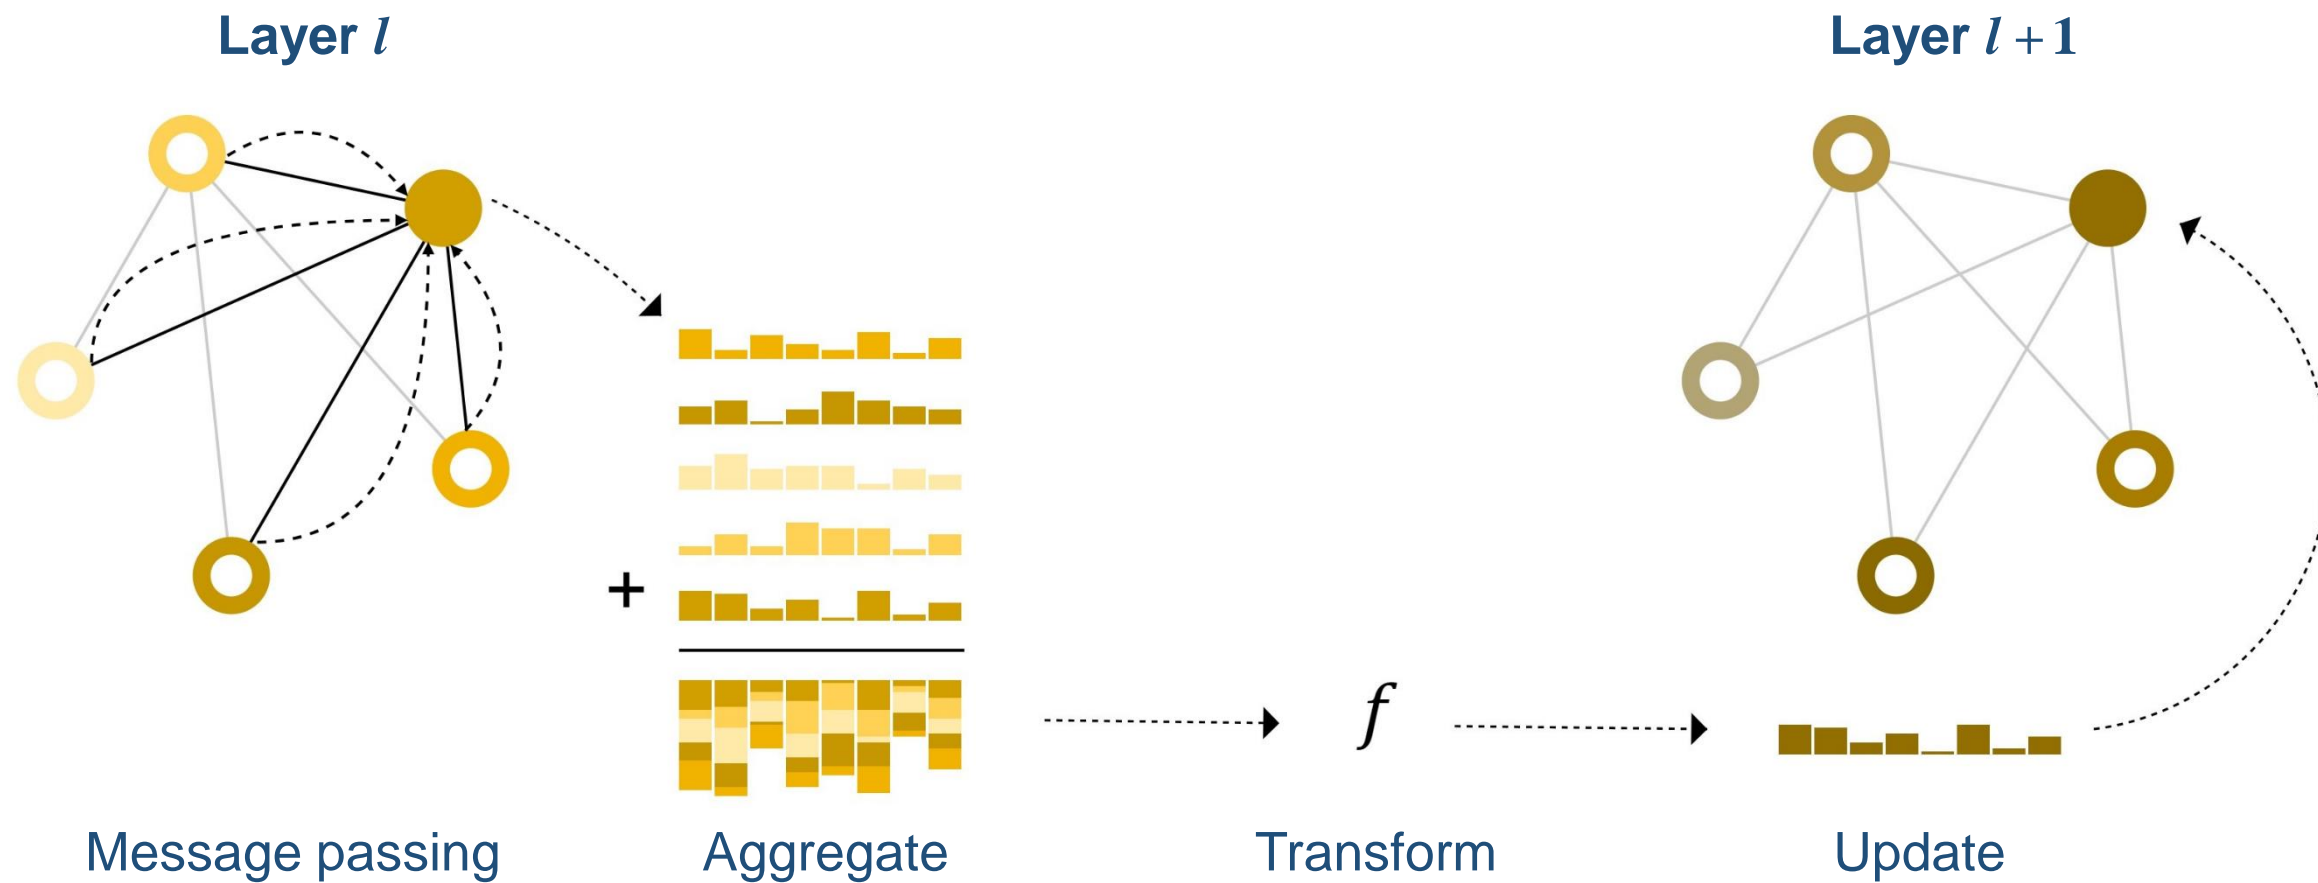 Layer l
Layer l + 1
+
f
Message passing
Aggregate
Transform
Update